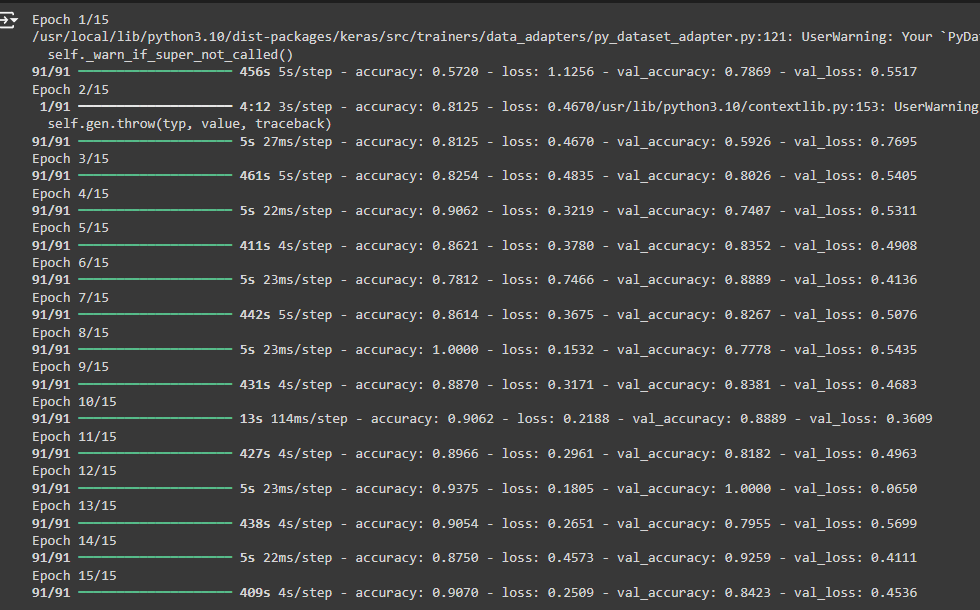 Epoch 1/15
/usr/local/lib/python3.10/dist-packages/keras/src/trainers/data_adapters/py_dataset_adapter.py:121: UserWarning: Your `PyDa
self._warn_if_super_not_called()
91/91 456s 5s/step - accuracy: 0.5720 - loss: 1.1256 - val_accuracy: 0.7869 - val_loss: 0.5517
Epoch 2/15
1/91 4:12 3s/step - accuracy: 0.8125 - loss: 0.4670/usr/lib/python3.10/contextlib.py:153: UserWarning
self.gen.throw(typ, value, traceback)
91/91 5s 27ms/step - accuracy: 0.8125 - loss: 0.4670 - val_accuracy: 0.5926 - val_loss: 0.7695
Epoch 3/15
91/91 461s 5s/step - accuracy: 0.8254 - loss: 0.4835 - val_accuracy: 0.8026 - val_loss: 0.5405
Epoch 4/15
91/91 5s 22ms/step - accuracy: 0.9062 - loss: 0.3219 - val_accuracy: 0.7407 - val_loss: 0.5311
Epoch 5/15
91/91 411s 4s/step - accuracy: 0.8621 - loss: 0.3780 - val_accuracy: 0.8352 - val_loss: 0.4908
Epoch 6/15
91/91 5s 23ms/step - accuracy: 0.7812 - loss: 0.7466 - val_accuracy: 0.8889 - val_loss: 0.4136
Epoch 7/15
91/91 442s 5s/step - accuracy: 0.8614 - loss: 0.3675 - val_accuracy: 0.8267 - val_loss: 0.5076
Epoch 8/15
91/91 5s 23ms/step - accuracy: 1.0000 - loss: 0.1532 - val_accuracy: 0.7778 - val_loss: 0.5435
Epoch 9/15
91/91 431s 4s/step - accuracy: 0.8870 - loss: 0.3171 - val_accuracy: 0.8381 - val_loss: 0.4683
Epoch 10/15
91/91 13s 114ms/step - accuracy: 0.9062 - loss: 0.2188 - val_accuracy: 0.8889 - val_loss: 0.3609
Epoch 11/15
91/91 427s 4s/step - accuracy: 0.8966 - loss: 0.2961 - val_accuracy: 0.8182 - val_loss: 0.4963
Epoch 12/15
91/91 5s 23ms/step - accuracy: 0.9375 - loss: 0.1805 - val_accuracy: 1.0000 - val_loss: 0.0650
Epoch 13/15
91/91 438s 4s/step - accuracy: 0.9054 - loss: 0.2651 - val_accuracy: 0.7955 - val_loss: 0.5699
Epoch 14/15
91/91 5s 22ms/step - accuracy: 0.8750 - loss: 0.4573 - val_accuracy: 0.9259 - val_loss: 0.4111
Epoch 15/15
91/91 409s 4s/step - accuracy: 0.9070 - loss: 0.2509 - val_accuracy: 0.8423 - val_loss: 0.4536